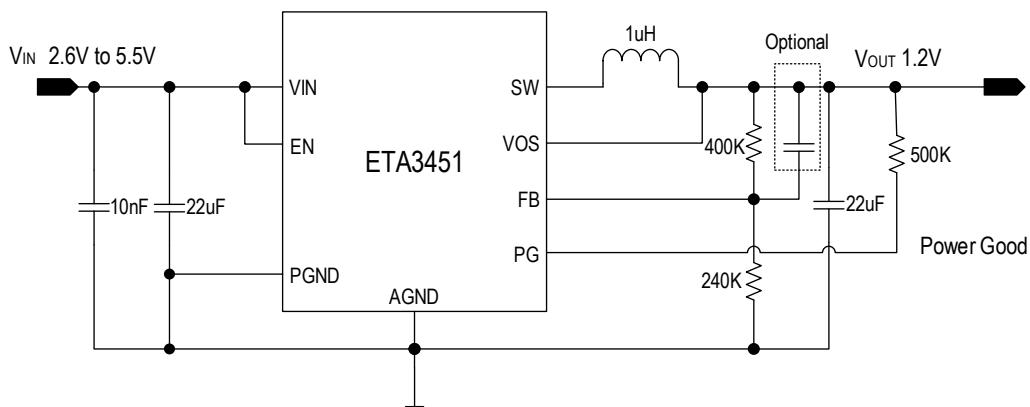 1uH
Optional
VIN 2.6V to 5.5V
VOUT 1.2V
VIN
SW
EN
VOS
400K
500K
ETA3451
10nF
22uF
FB
22uF
PG
Power Good
PGND
240K
AGND